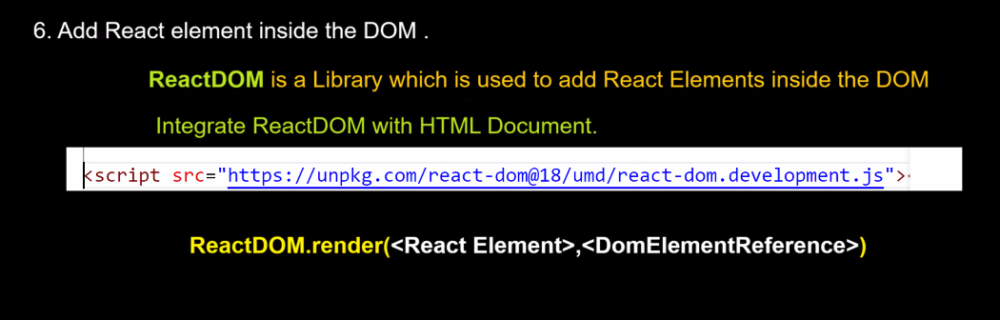 6. Add React element inside the DOM .
ReactDOM is a Library which is used to add React Elements inside the DOM
Integrate ReactDOM with HTML Document.
<script src="https://unpkg.com/react-dom@18/umd/react-dom.development.js"><
ReactDOM.render(<React Element>,<DomElementReference>)